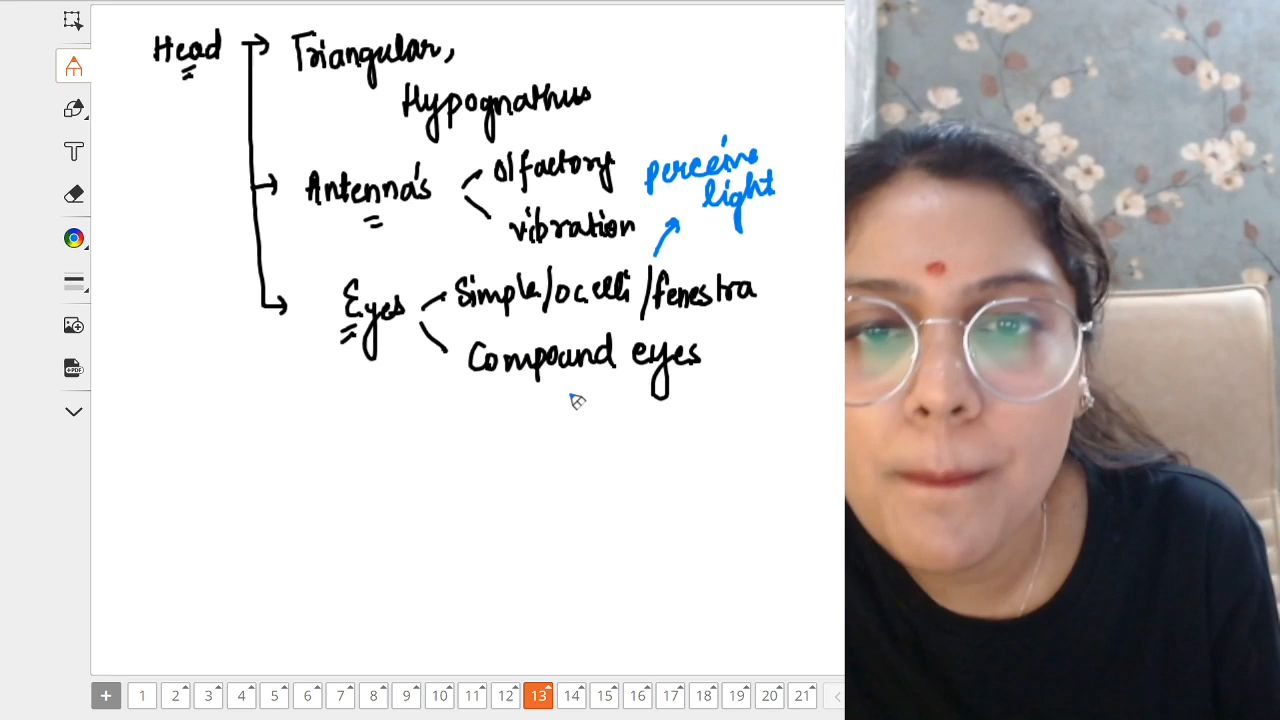 Head → Triangular,
Hypognathus
Antenna's
olfactory
vibration
perceive
light
Eyes
Simple/ocelli/fenestra
Compound eyes
1 2 3 4 5 6 7 8 9 10 11 12 13 14 15 16 17 18 19 20 21